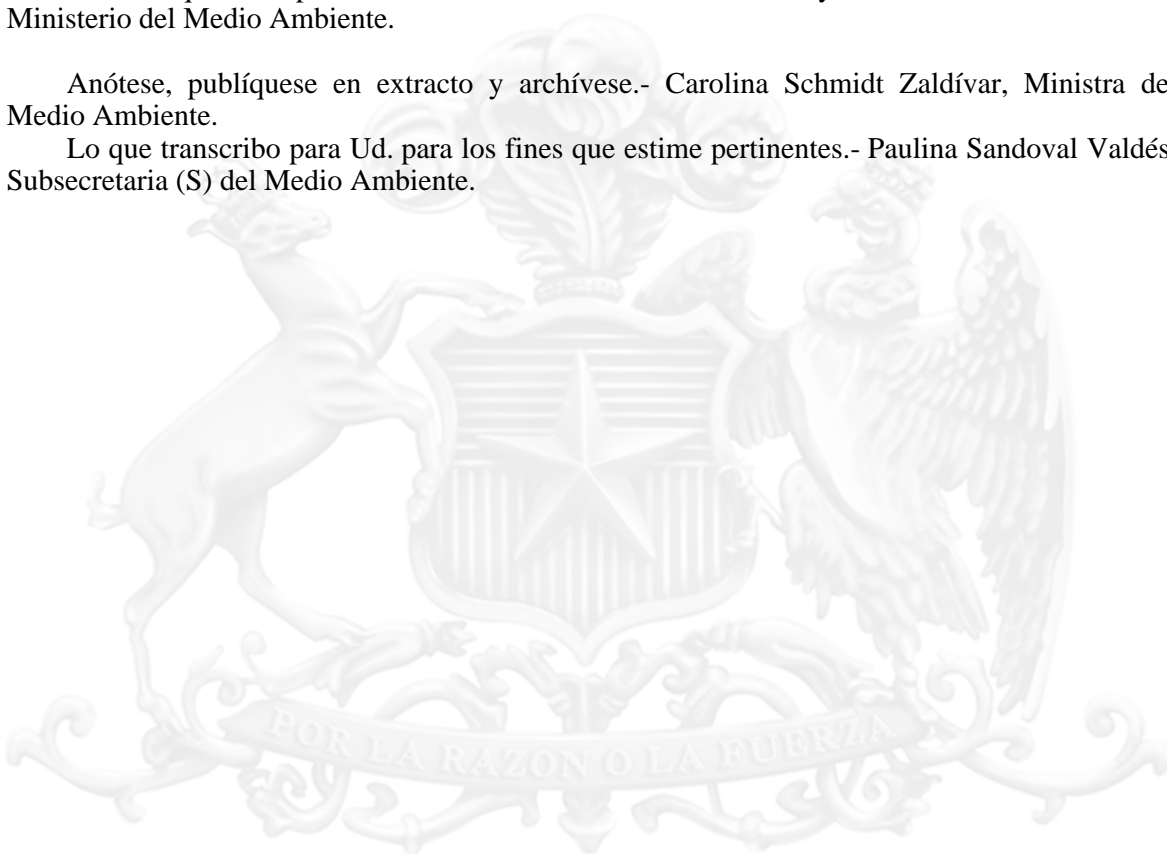 Ministerio del Medio Ambiente.
Anótese, publíquese en extracto y archívese.- Carolina Schmidt Zaldívar, Ministra de
Medio Ambiente.
Lo que transcribo para Ud. para los fines que estime pertinentes.- Paulina Sandoval Valdés
Subsecretaria (S) del Medio Ambiente.
POR LA RAZON O LA FUERZA